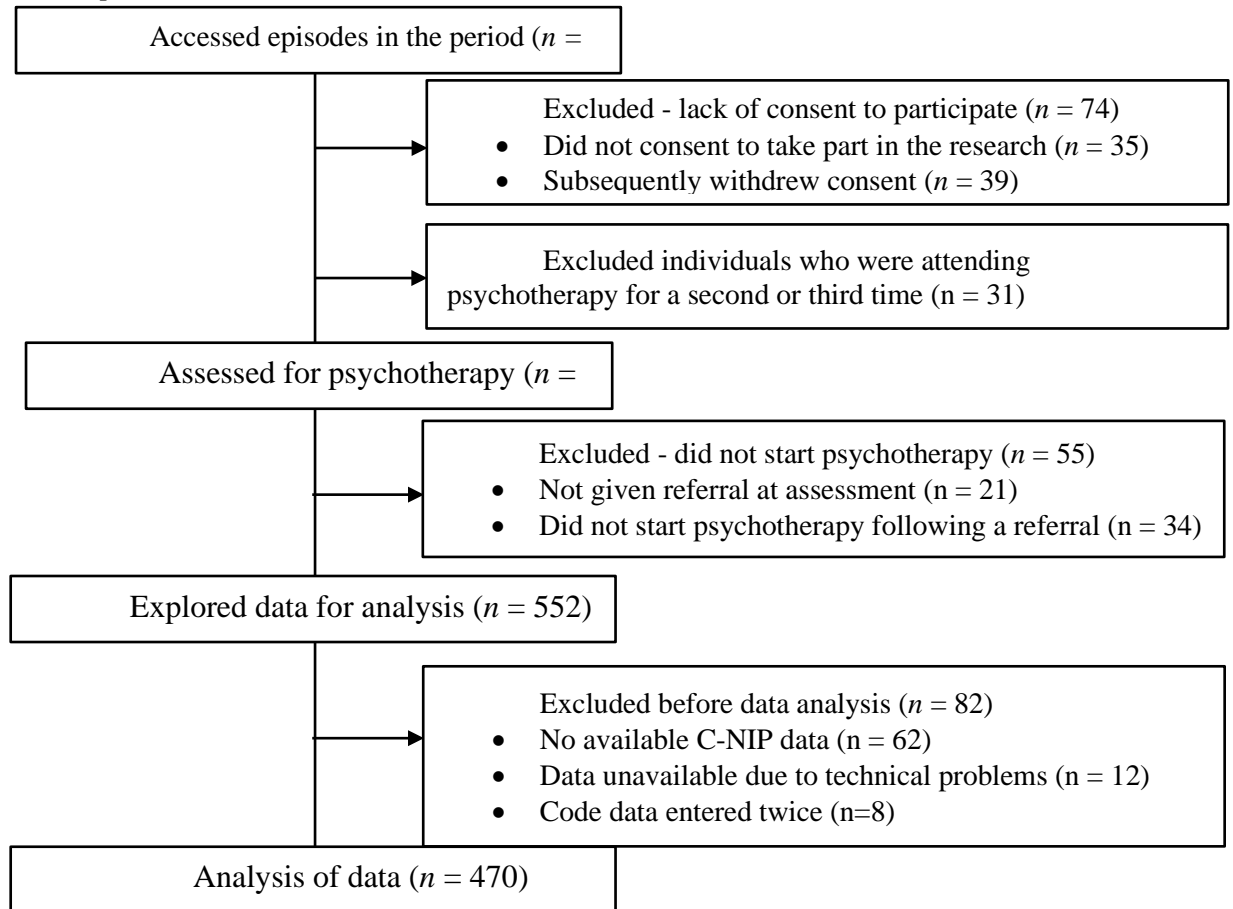 Accessed episodes in the period (n =
Excluded - lack of consent to participate (n = 74)
• Did not consent to take part in the research (n = 35)
• Subsequently withdrew consent (n = 39)
Excluded individuals who were attending
psychotherapy for a second or third time (n = 31)
Assessed for psychotherapy (n =
Excluded - did not start psychotherapy (n = 55)
• Not given referral at assessment (n = 21)
• Did not start psychotherapy following a referral (n = 34)
Explored data for analysis (n = 552)
Excluded before data analysis (n = 82)
• No available C-NIP data (n = 62)
• Data unavailable due to technical problems (n = 12)
• Code data entered twice (n=8)
Analysis of data (n = 470)